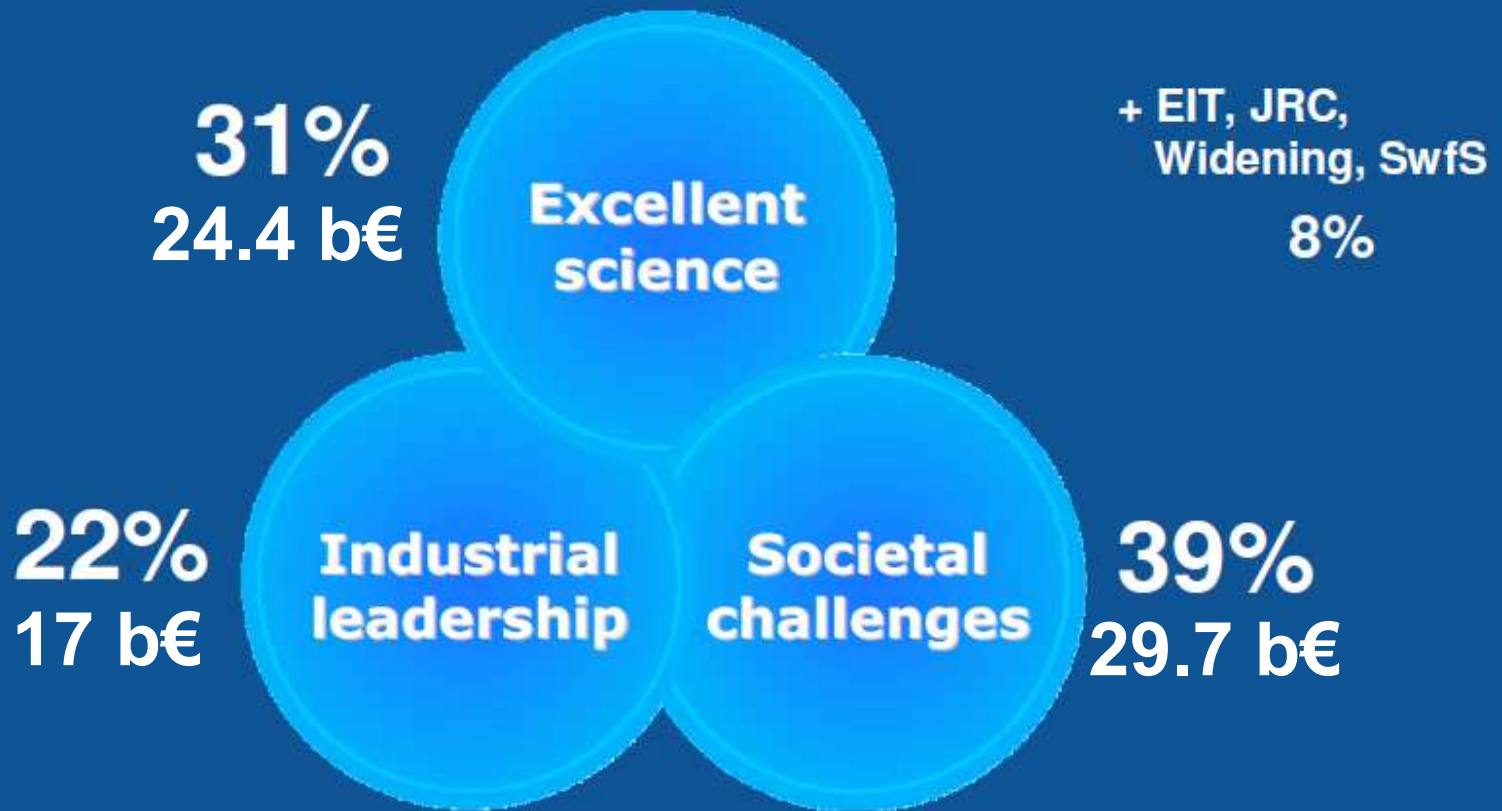 31%
24.4 b€
Excellent
science
+ EIT, JRC,
Widening, SwfS
8%
22%
17 b€
Industrial
leadership
Societal
challenges
39%
29.7 b€